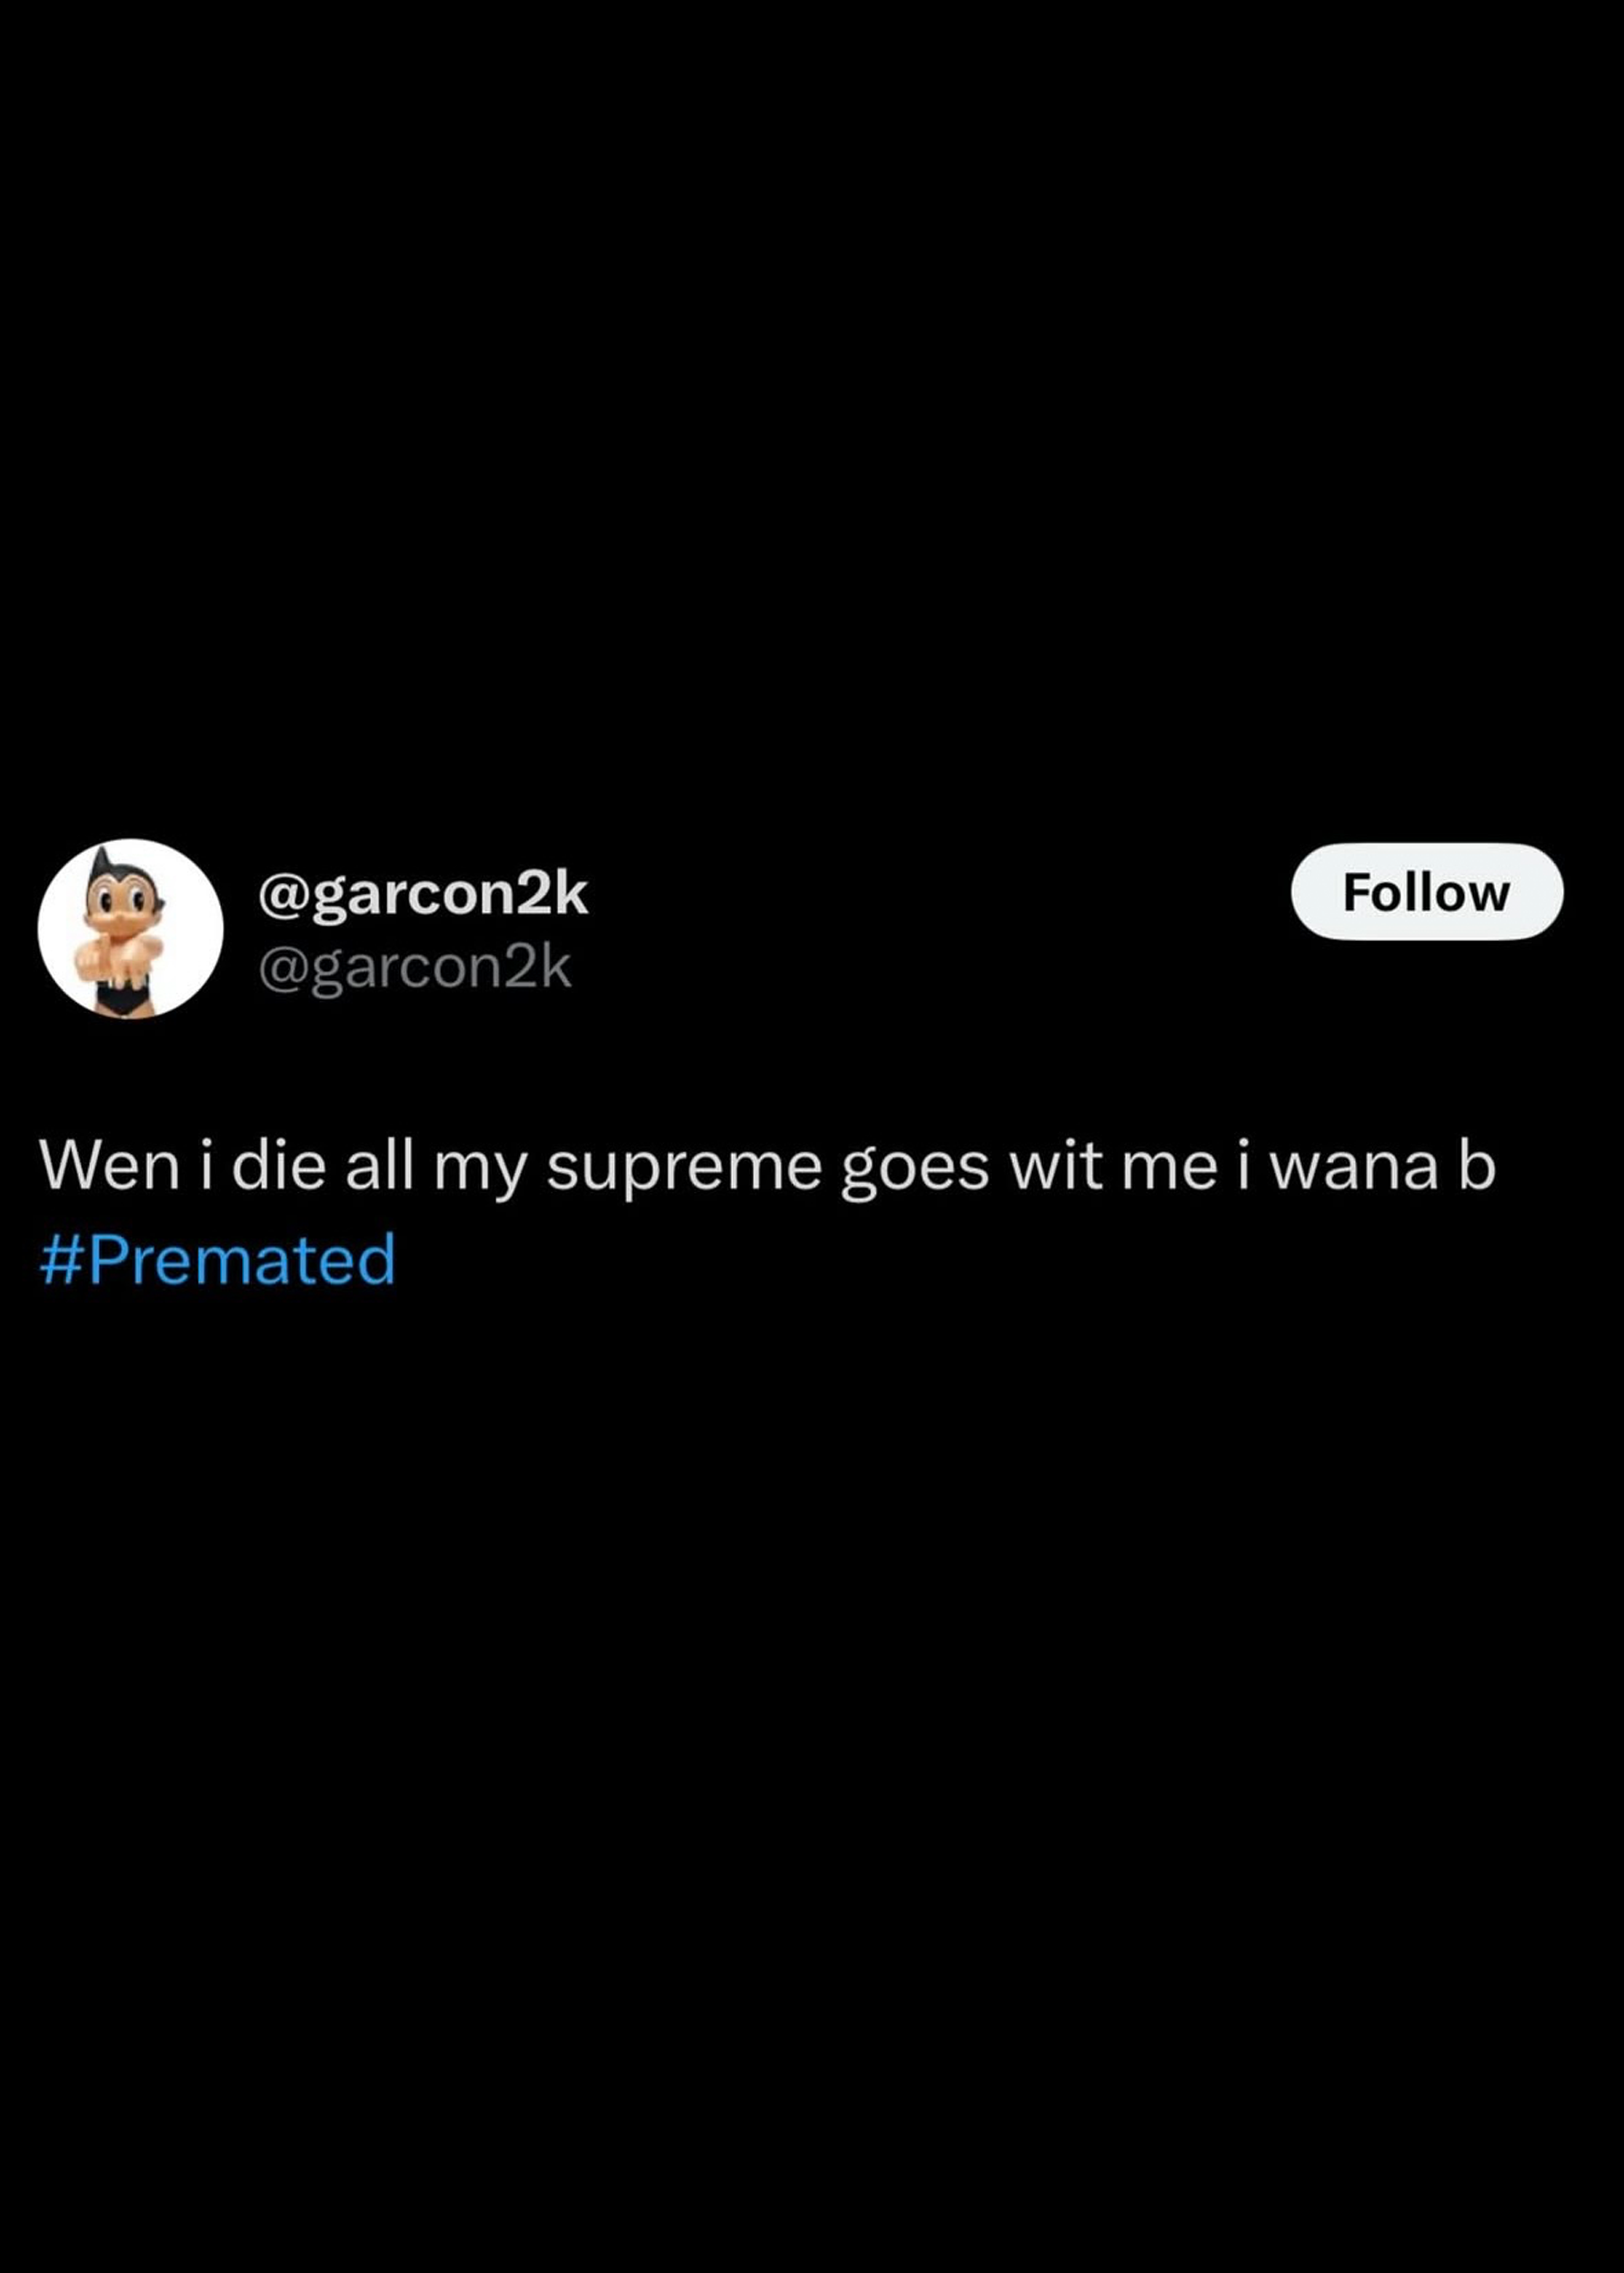 @garcon2k
Follow
@garcon2k
Wen i die all my supreme goes wit me i wana b
#Premated